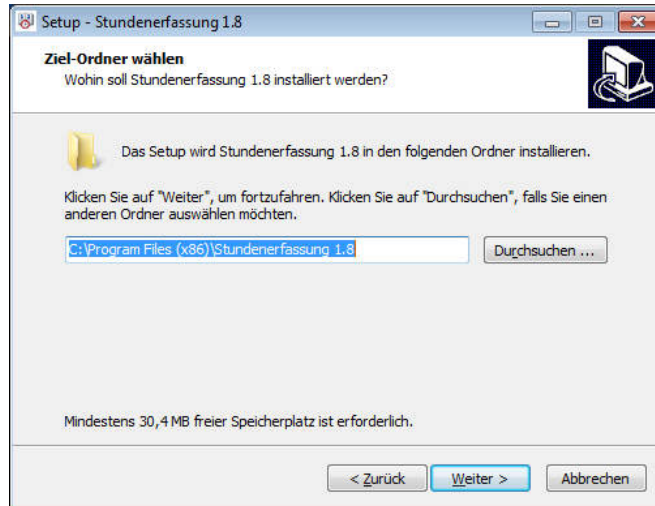 Setup - Stundenerfassung 1.8
Ziel-Ordner wählen
Wohin soll Stundenerfassung 1.8 installiert werden?
Das Setup wird Stundenerfassung 1.8 in den folgenden Ordner installieren.
Klicken Sie auf "Weiter", um fortzufahren. Klicken Sie auf "Durchsuchen", falls Sie einen
anderen Ordner auswählen möchten.
C:\Program Files (x86)\Stundenerfassung 1.8
Durchsuchen ...
Mindestens 30,4 MB freier Speicherplatz ist erforderlich.
< Zurück
Weiter >
Abbrechen